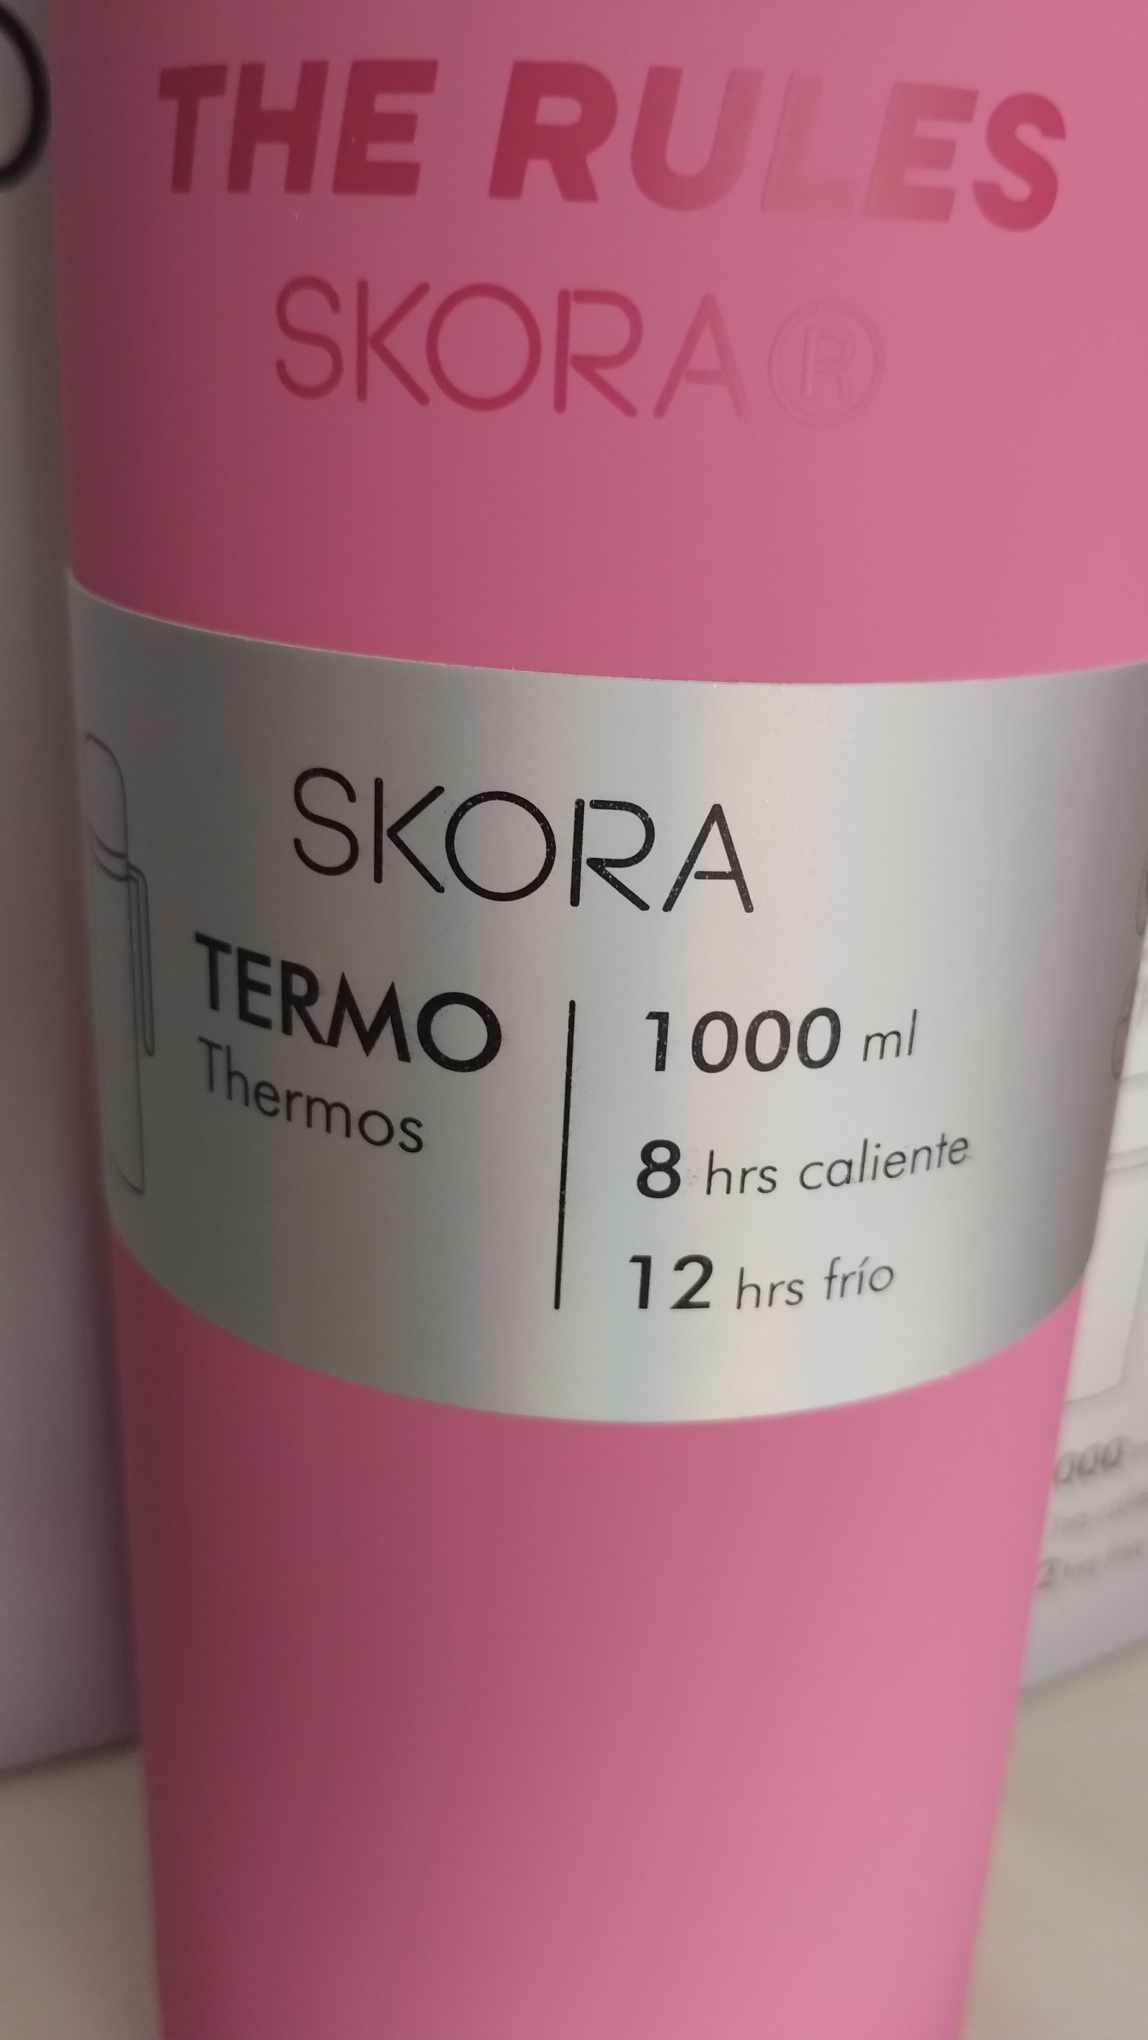 THE RULES
SKORA®
SKORA
TERMO
Thermos
1000 ml
8 hrs caliente
12 hrs frío